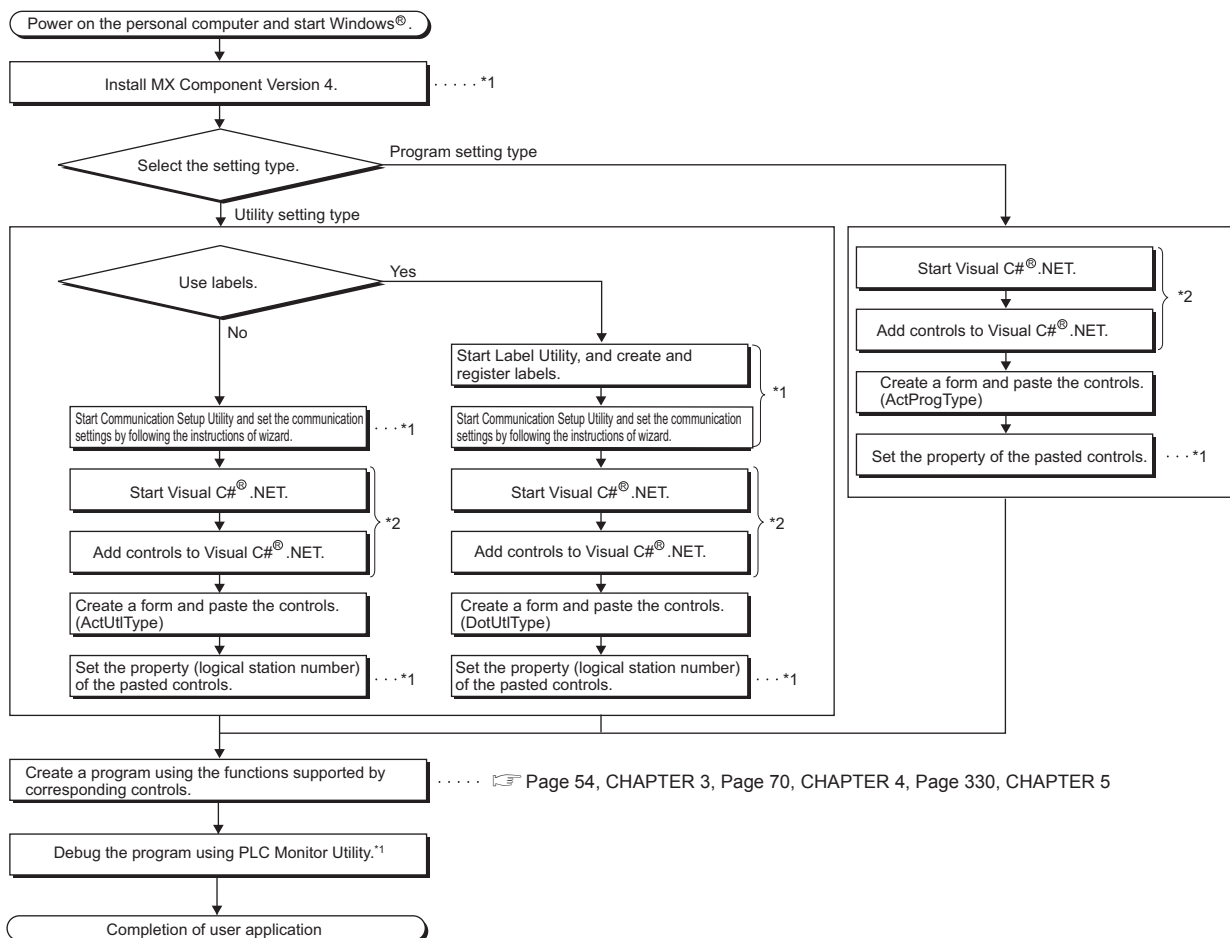 Power on the personal computer and start Windows®.
Install MX Component Version 4.
· · · · · *1
Select the setting type.
Program setting type
Utility setting type
Use labels.
Yes
No
Start Label Utility, and create and
register labels.
Start Communication Setup Utility and set the communication
settings by following the instructions of wizard.
*1
Start Communication Setup Utility and set the communication
settings by following the instructions of wizard.
· · · *1
Start Visual C#®.NET.
Add controls to Visual C#®.NET.
*2
Create a form and paste the controls.
(ActUtlType)
Set the property (logical station number)
of the pasted controls.
· · · *1
Start Visual C#®.NET.
Add controls to Visual C#®.NET.
*2
Create a form and paste the controls.
(DotUtlType)
Set the property (logical station number)
of the pasted controls.
· · · *1
Start Visual C#®.NET.
Add controls to Visual C#®.NET.
*2
Create a form and paste the controls.
(ActProgType)
Set the property of the pasted controls.
· · · *1
Create a program using the functions supported by
corresponding controls.
· · · · · ☞ Page 54, CHAPTER 3, Page 70, CHAPTER 4, Page 330, CHAPTER 5
Debug the program using PLC Monitor Utility.*1
Completion of user application